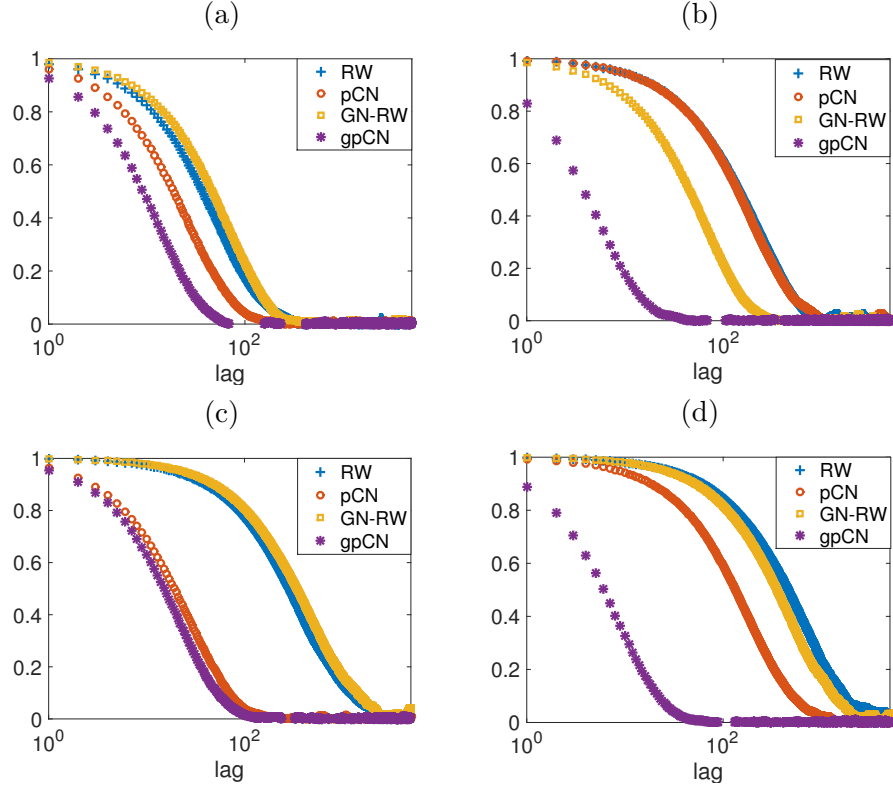 (a)
1
0.8
0.6
0.4
0.2
0
10^0
10^2
lag
RW
pCN
GN-RW
gpCN
(b)
1
0.8
0.6
0.4
0.2
0
10^0
10^2
lag
RW
pCN
GN-RW
gpCN
(c)
1
0.8
0.6
0.4
0.2
0
10^0
10^2
lag
RW
pCN
GN-RW
gpCN
(d)
1
0.8
0.6
0.4
0.2
0
10^0
10^2
lag
RW
pCN
GN-RW
gpCN